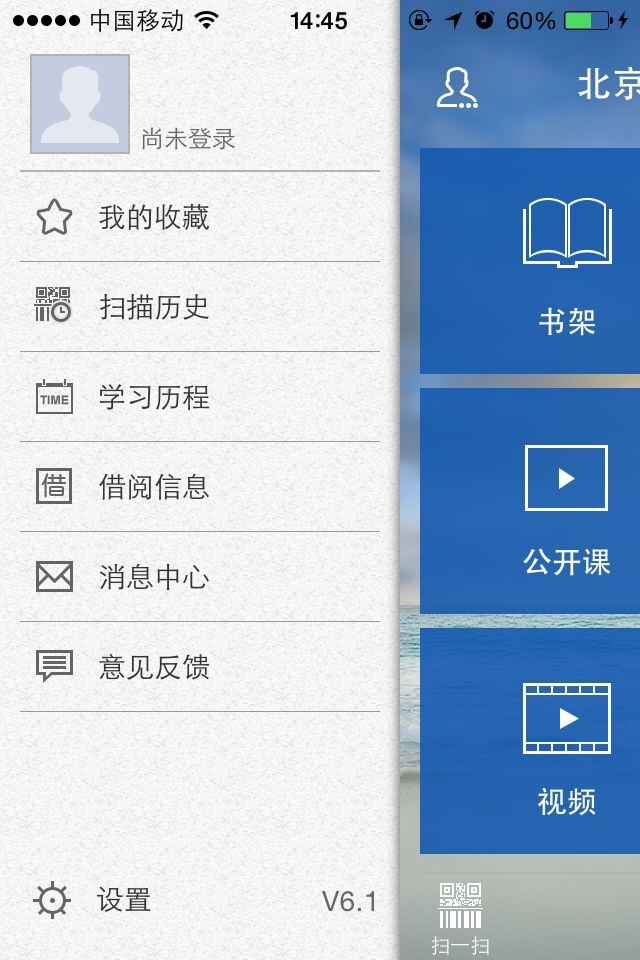 中国移动 14:45 60%
尚未登录
我的收藏
扫描历史
TIME 学习历程
借 借阅信息
消息中心
意见反馈
设置 V6.1
北京
书架
公开课
视频
扫一扫